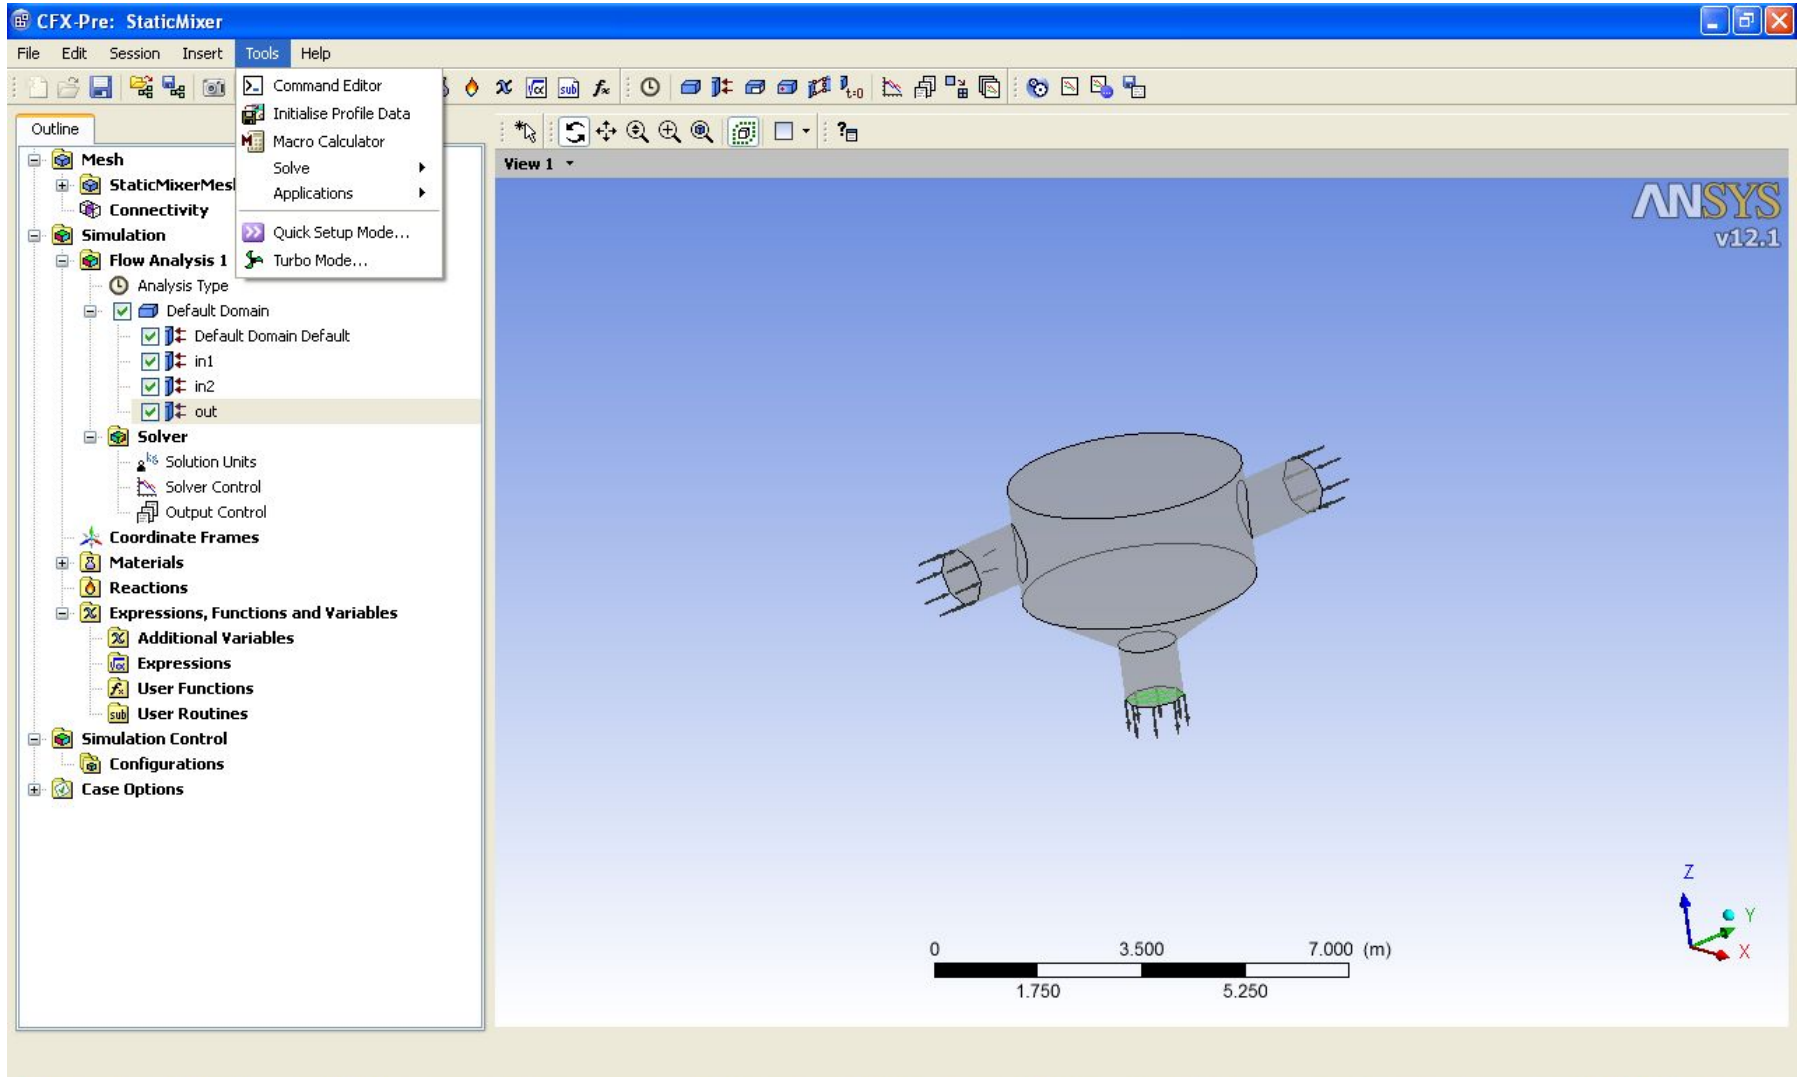 CFX-Pre: StaticMixer
File Edit Session Insert Tools Help
Command Editor
Initialise Profile Data
Macro Calculator
Solve
Applications
Quick Setup Mode...
Turbo Mode...
Outline
Mesh
StaticMixerMesl
Connectivity
Simulation
Flow Analysis 1
Analysis Type
Default Domain
Default Domain Default
in1
in2
out
Solver
Solution Units
Solver Control
Output Control
Coordinate Frames
Materials
Reactions
Expressions, Functions and Variables
Additional Variables
Expressions
User Functions
User Routines
Simulation Control
Configurations
Case Options
View 1
ANSYS
v12.1
Z
Y
X
0 3.500 7.000 (m)
1.750 5.250